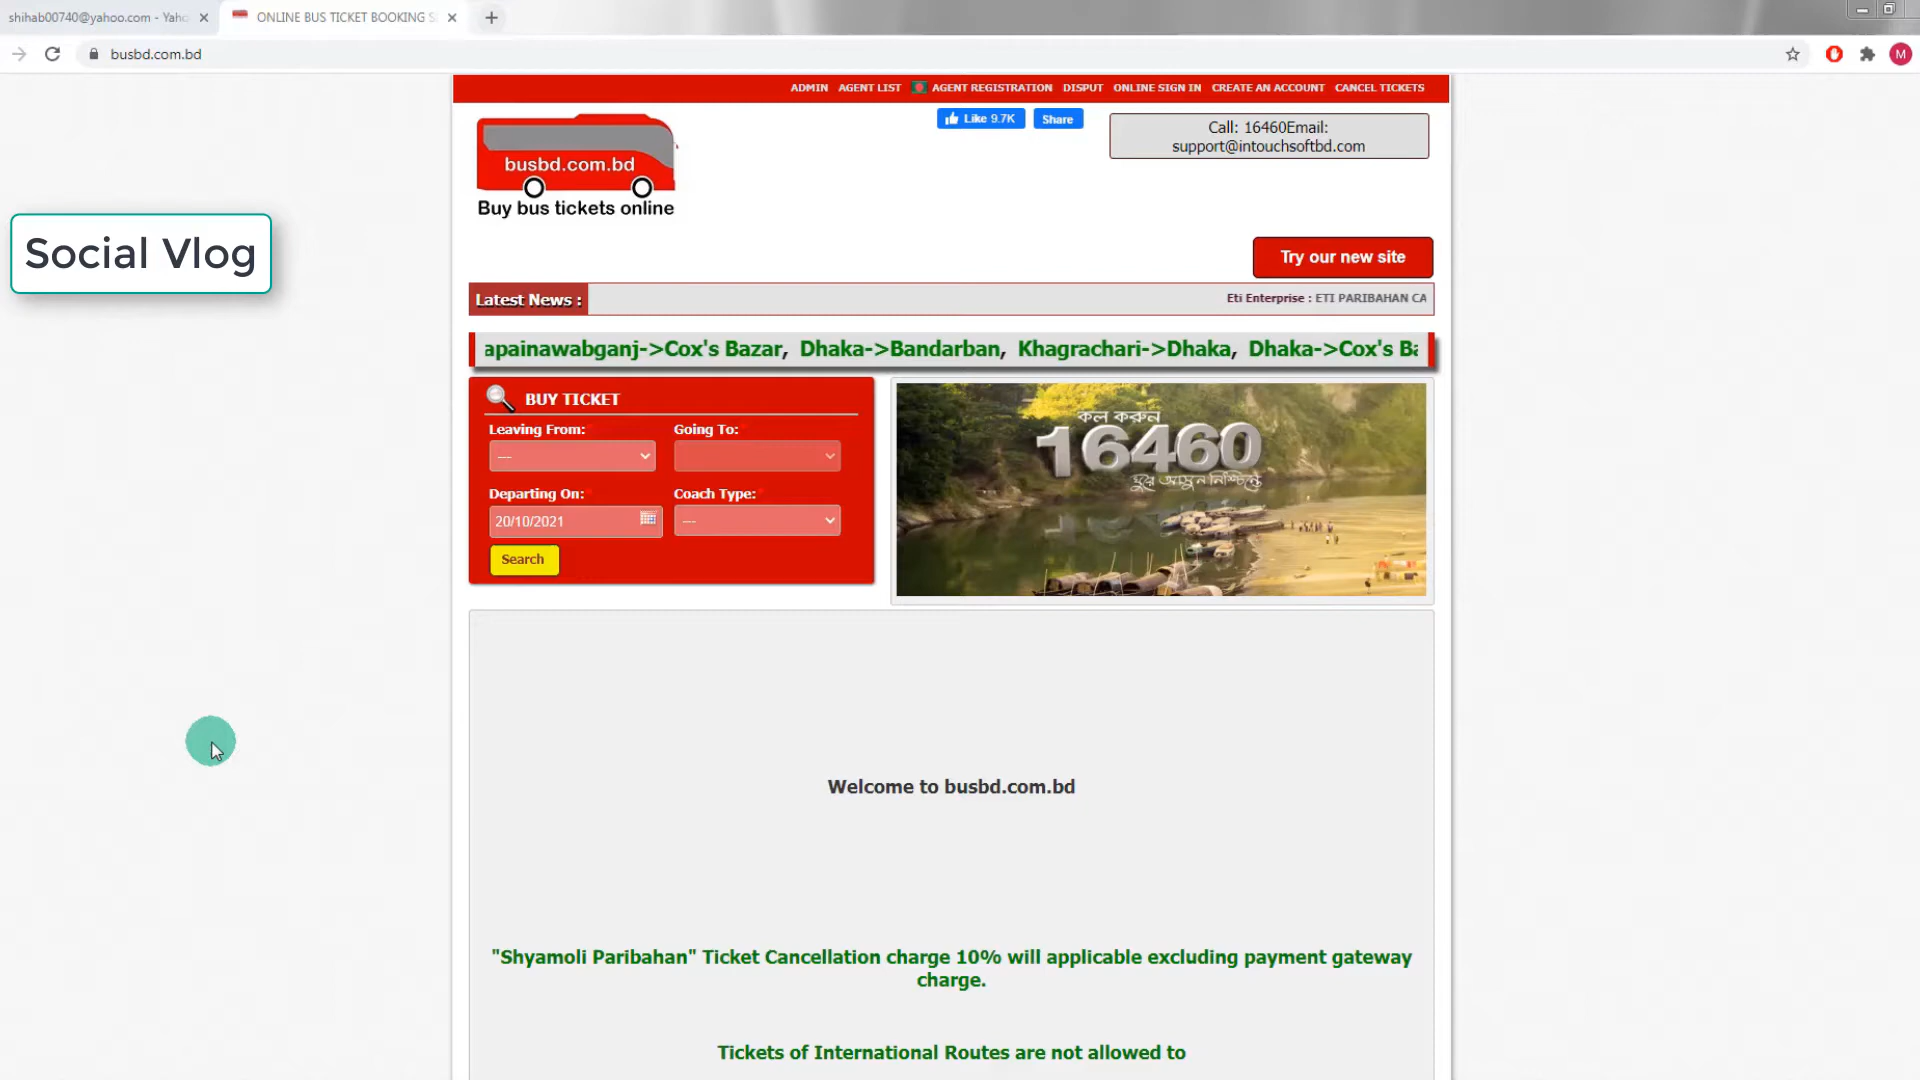 shihab00740@yahoo.com - Yaho
ONLINE BUS TICKET BOOKING S
busbd.com.bd
M
ADMIN AGENT LIST AGENT REGISTRATION DISPUT ONLINE SIGN IN CREATE AN ACCOUNT CANCEL TICKETS
Like 9.7K Share
Call: 16460Email:
support@intouchsoftbd.com
busbd.com.bd
Buy bus tickets online
Social Vlog
Try our new site
Latest News :
Eti Enterprise : ETI PARIBAHAN CA
apainawabganj->Cox's Bazar, Dhaka->Bandarban, Khagrachari->Dhaka, Dhaka->Cox's Ba
BUY TICKET
Leaving From:* Going To:*
---
Departing On:* Coach Type:*
20/10/2021 ---
Search
কল করুন
16460
ঘুরে আসুন নিশ্চিন্তে
Welcome to busbd.com.bd
"Shyamoli Paribahan" Ticket Cancellation charge 10% will applicable excluding payment gateway
charge.
Tickets of International Routes are not allowed to